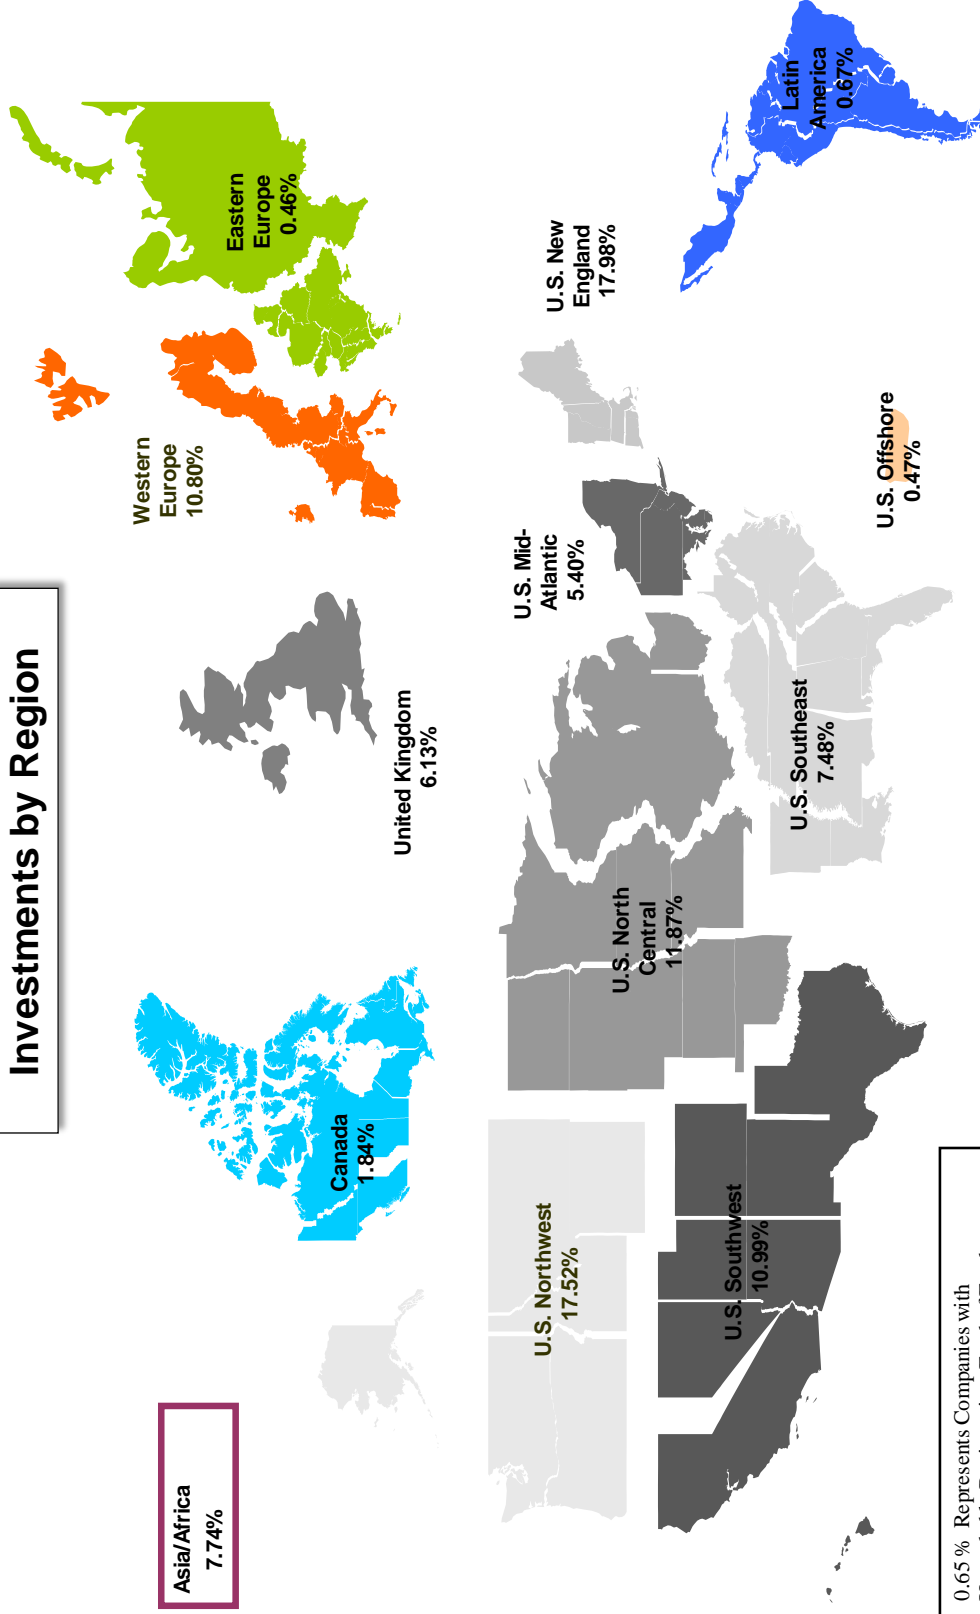 Investments by Region
Western
Europe
10.80%
Eastern
Europe
0.46%
United Kingdom
6.13%
Canada
1.84%
Asia/Africa
7.74%
U.S. New
England
17.98%
U.S. Mid-
Atlantic
5.40%
U.S. North
Central
11.87%
U.S. Northwest
17.52%
Latin
America
0.67%
U.S. Offshore
0.47%
U.S. Southeast
7.48%
U.S. Southwest
10.99%
0.65 % Represents Companies with